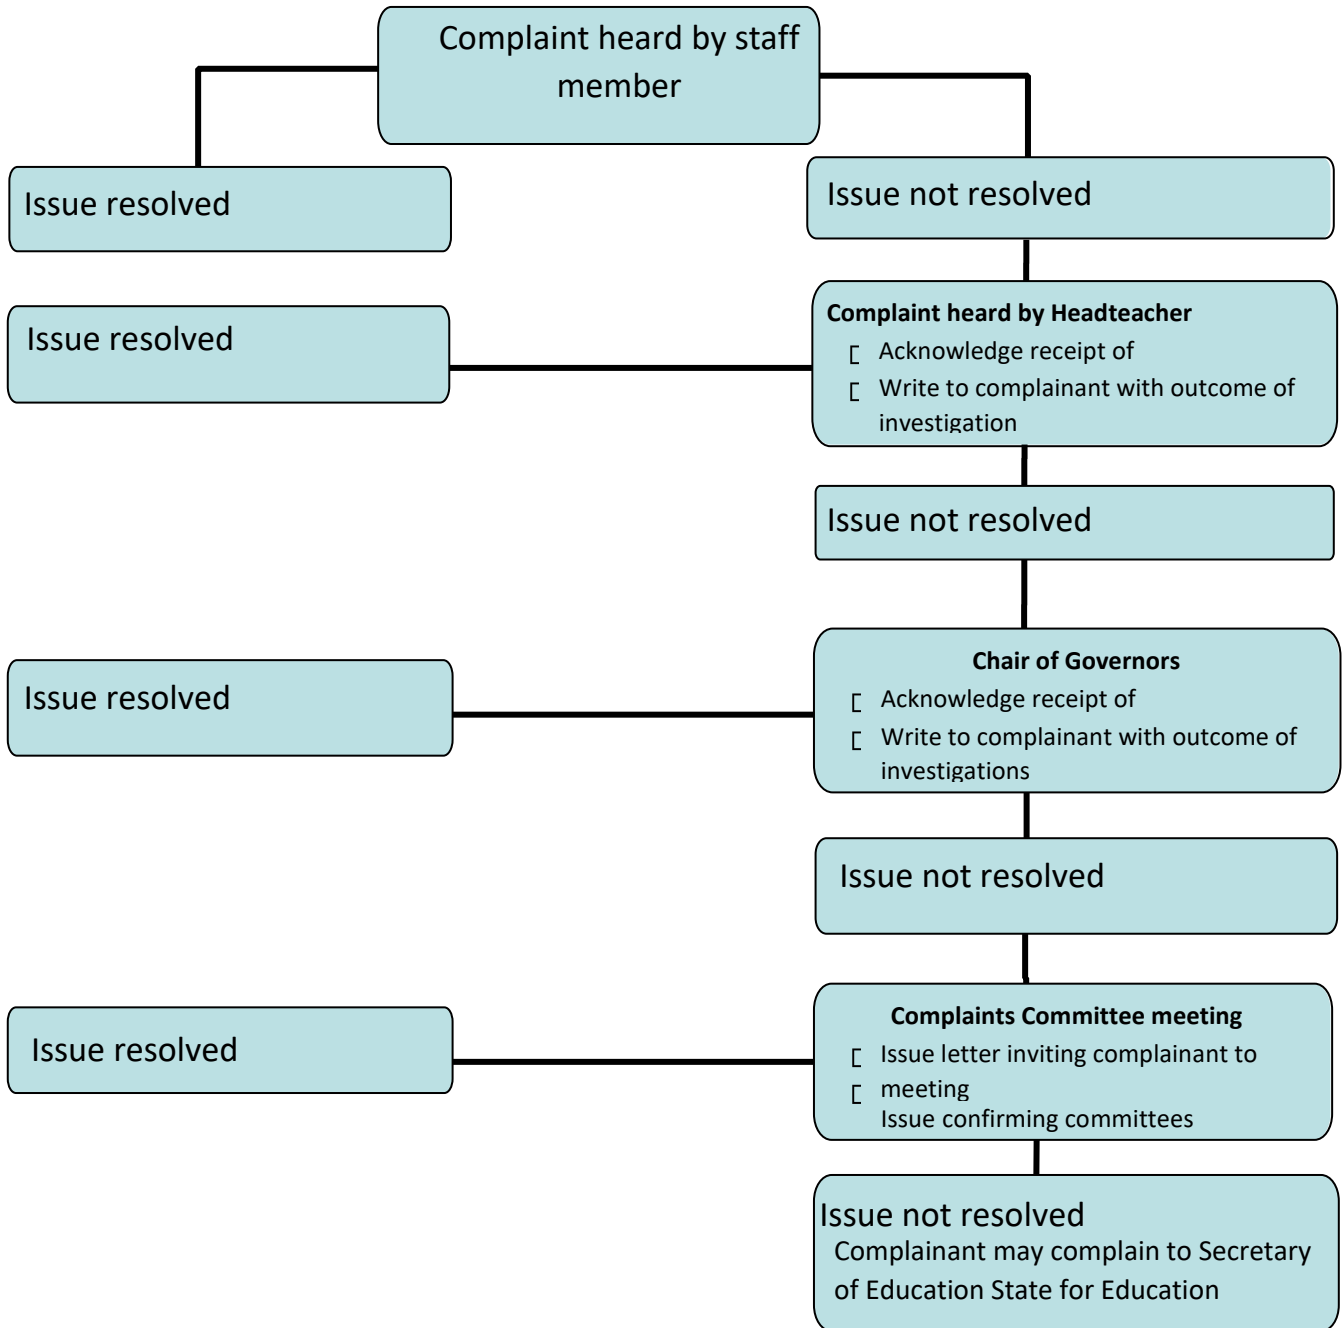 Complaint heard by staff
member
Issue resolved
Issue not resolved
Issue resolved
Complaint heard by Headteacher
Acknowledge receipt of
Write to complainant with outcome of
investigation
Issue not resolved
Issue resolved
Chair of Governors
Acknowledge receipt of
Write to complainant with outcome of
investigations
Issue not resolved
Issue resolved
Complaints Committee meeting
Issue letter inviting complainant to
meeting
Issue confirming committees
Issue not resolved
Complainant may complain to Secretary
of Education State for Education